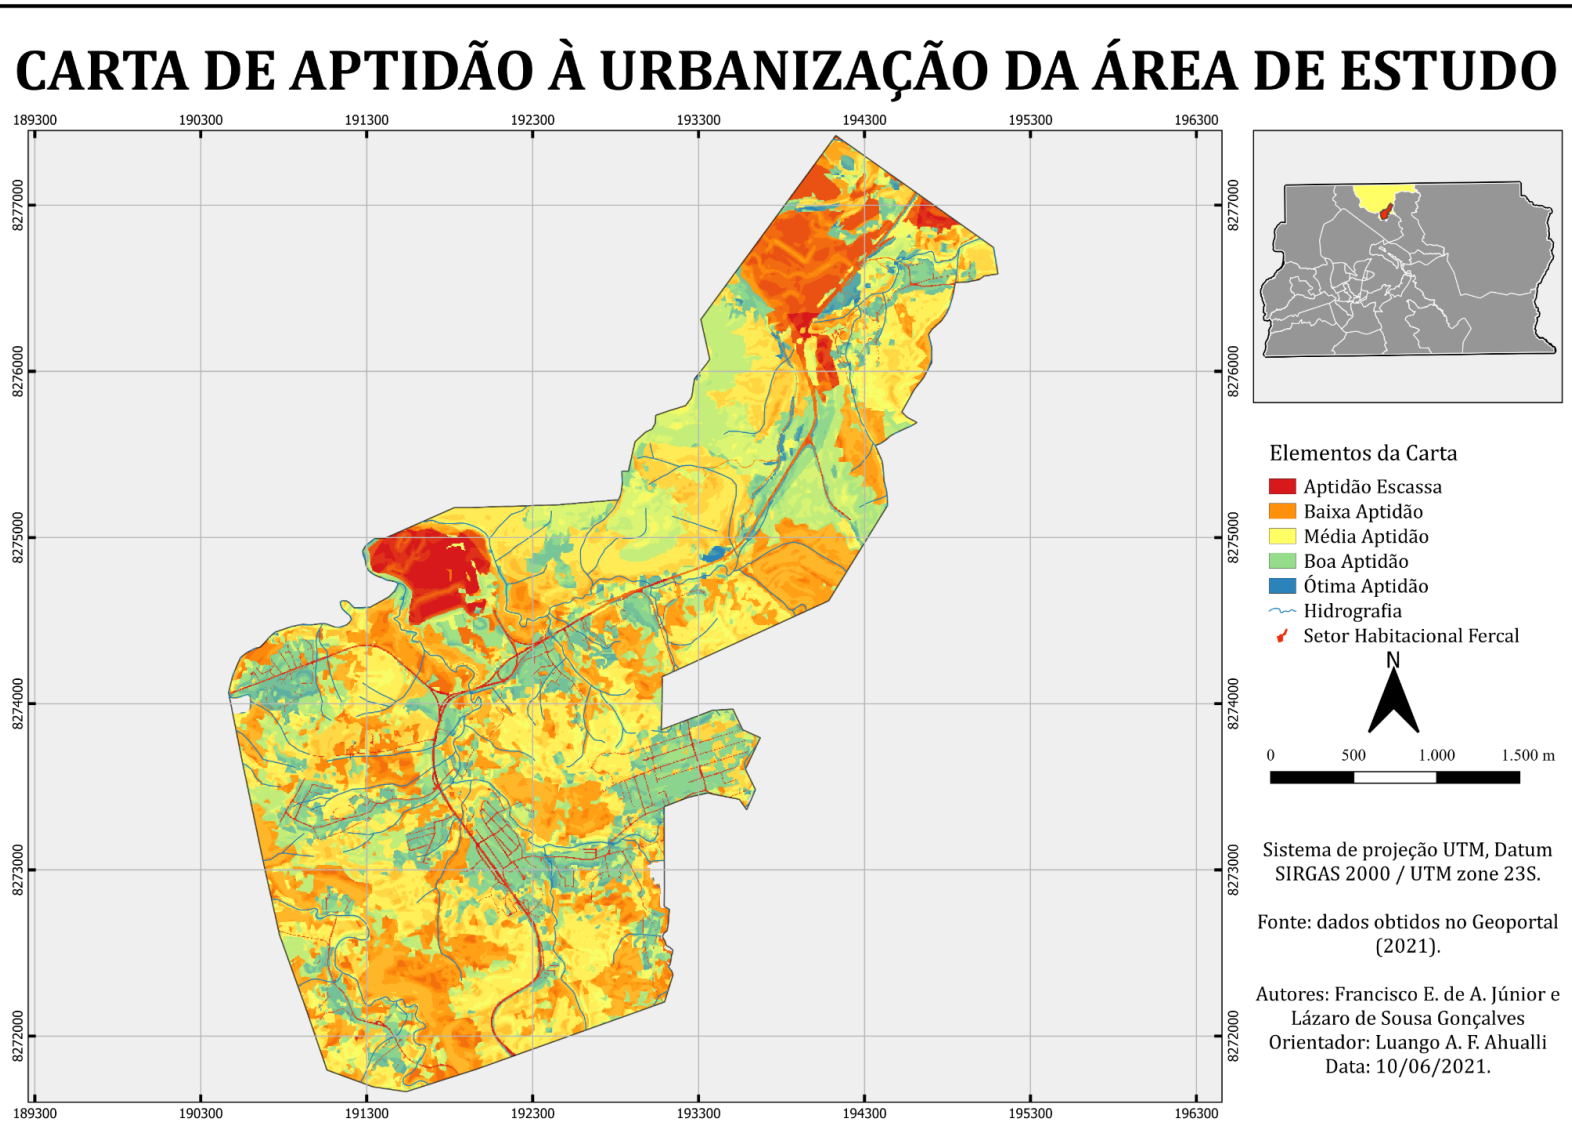 CARTA DE APTIDÃO À URBANIZAÇÃO DA ÁREA DE ESTUDO
189300 190300 191300 192300 193300 194300 195300 196300
8277000 8277000
8276000 8276000
8275000 8275000
8274000 8274000
8273000 8273000
8272000 8272000
189300 190300 191300 192300 193300 194300 195300 196300
Elementos da Carta
Aptidão Escassa
Baixa Aptidão
Média Aptidão
Boa Aptidão
Ótima Aptidão
Hidrografia
Setor Habitacional Fercal
N
0 500 1.000 1.500 m
Sistema de projeção UTM, Datum
SIRGAS 2000 / UTM zone 23S.
Fonte: dados obtidos no Geoportal
(2021).
Autores: Francisco E. de A. Júnior e
Lázaro de Sousa Gonçalves
Orientador: Luango A. F. Ahualli
Data: 10/06/2021.